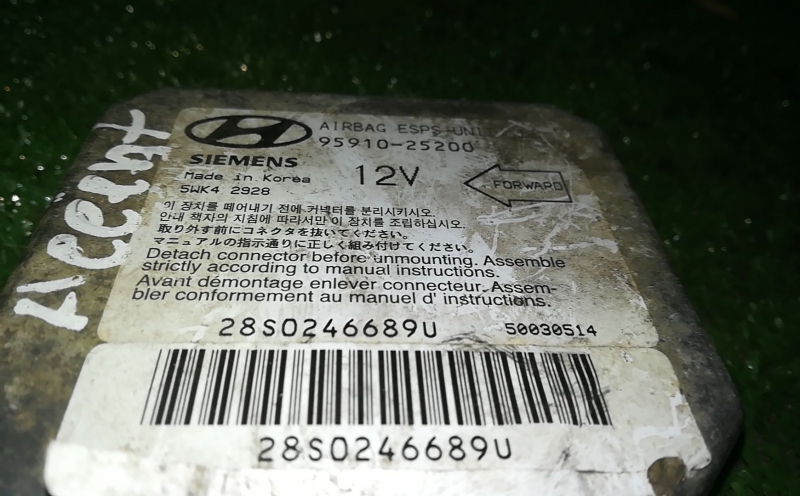 Accent
AIRBAG ESPS-UNIT
95910-25200
SIEMENS
Made in Korea
5WK4 2928
12V
FORWARD
이 장치를 떼어내기 전에 커넥터를 분리시키시오.
안내 책자의 지침에 따라서만 이 장치를 조립하십시오.
取り外す前にコネクタを抜いてください。
マニュアルの指示通りに正しく組み付けてください。
Detach connector before unmounting. Assemble
strictly according to manual instructions.
Avant démontage enlever connecteur. Assem-
bler conformement au manuel d' instructions.
28S0246689U
50030514
28S0246689U